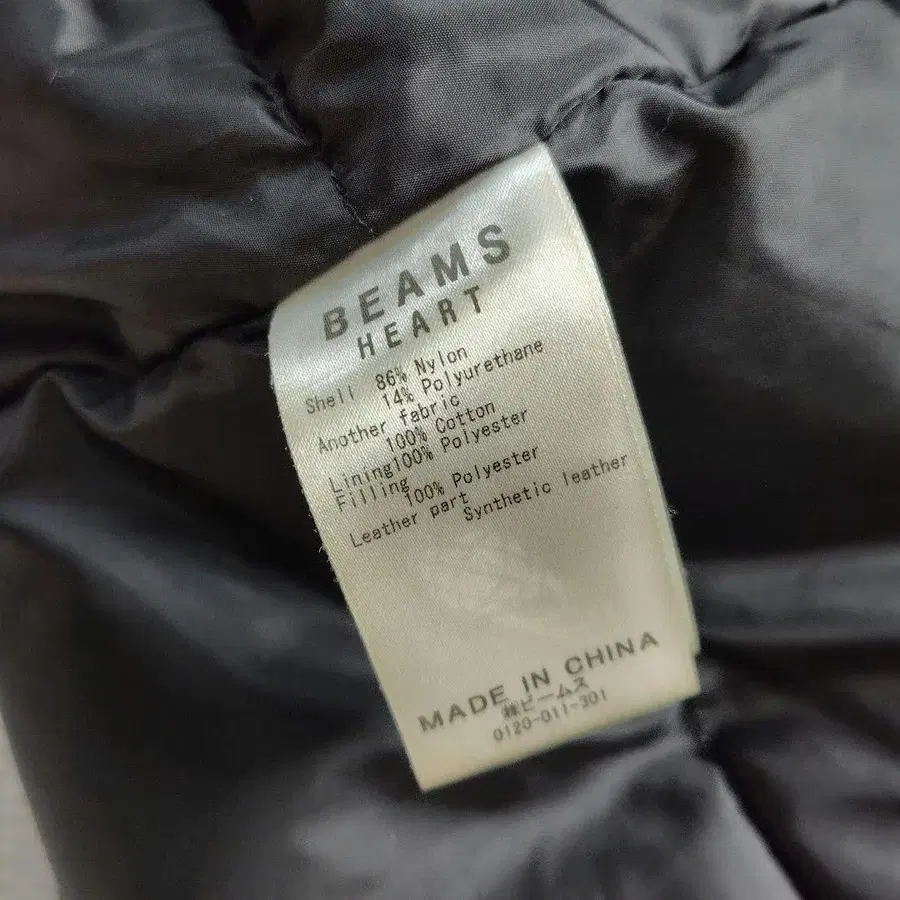 BEAMS
HEART
Shell 86% Nylon
14% Polyurethane
Another fabric
100% Cotton
Lining100% Polyester
Filling
100% Polyester
Leather part
Synthetic leather
MADE IN CHINA
㈱ビームス
0120-011-301